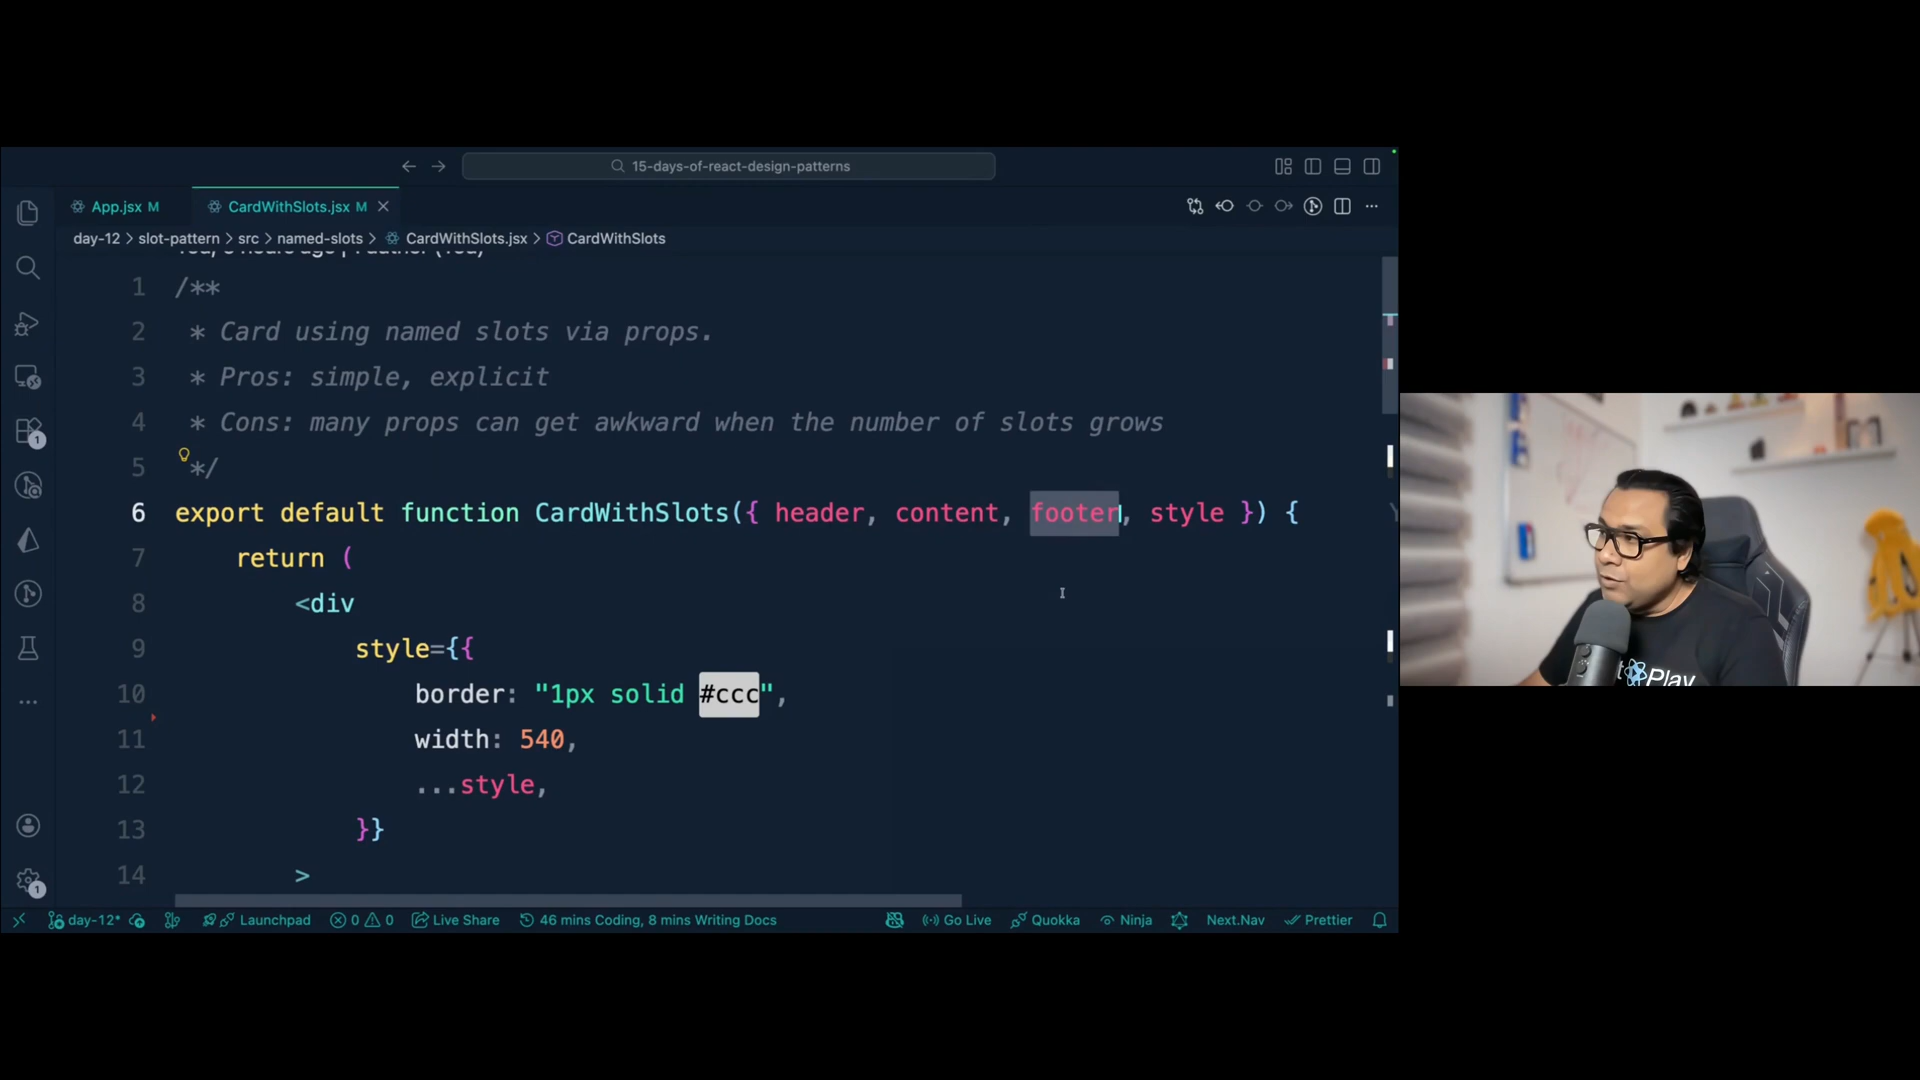 15-days-of-react-design-patterns
App.jsx M
CardWithSlots.jsx M
day-12 > slot-pattern > src > named-slots > CardWithSlots.jsx > CardWithSlots
1 /**
2 * Card using named slots via props.
3 * Pros: simple, explicit
4 * Cons: many props can get awkward when the number of slots grows
5 */
6 export default function CardWithSlots({ header, content, footer, style }) {
7 return (
8 <div
9 style={{
10 border: "1px solid #ccc",
11 width: 540,
12 ...style,
13 }}
14 >
1
1
day-12* Launchpad 0 0 Live Share 46 mins Coding, 8 mins Writing Docs Go Live Quokka Ninja Next.Nav Prettier
t Play